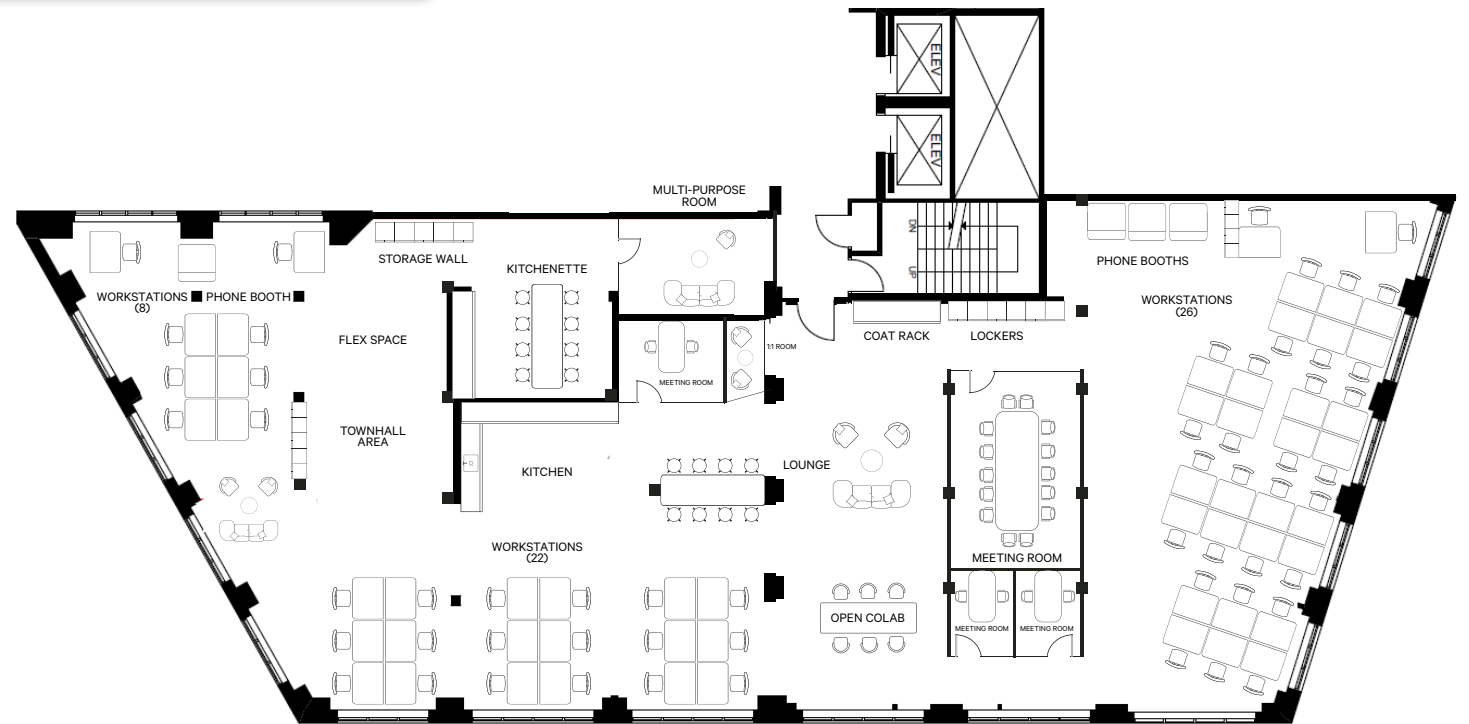 ELEV
ELEV
MULTI-PURPOSE
ROOM
DN
UP
STORAGE WALL
KITCHENETTE
PHONE BOOTHS
WORKSTATIONS
(8)
PHONE BOOTH
WORKSTATIONS
(26)
FLEX SPACE
1:1 ROOM
COAT RACK
LOCKERS
MEETING ROOM
TOWNHALL
AREA
KITCHEN
LOUNGE
WORKSTATIONS
(22)
MEETING ROOM
OPEN COLAB
MEETING ROOM
MEETING ROOM